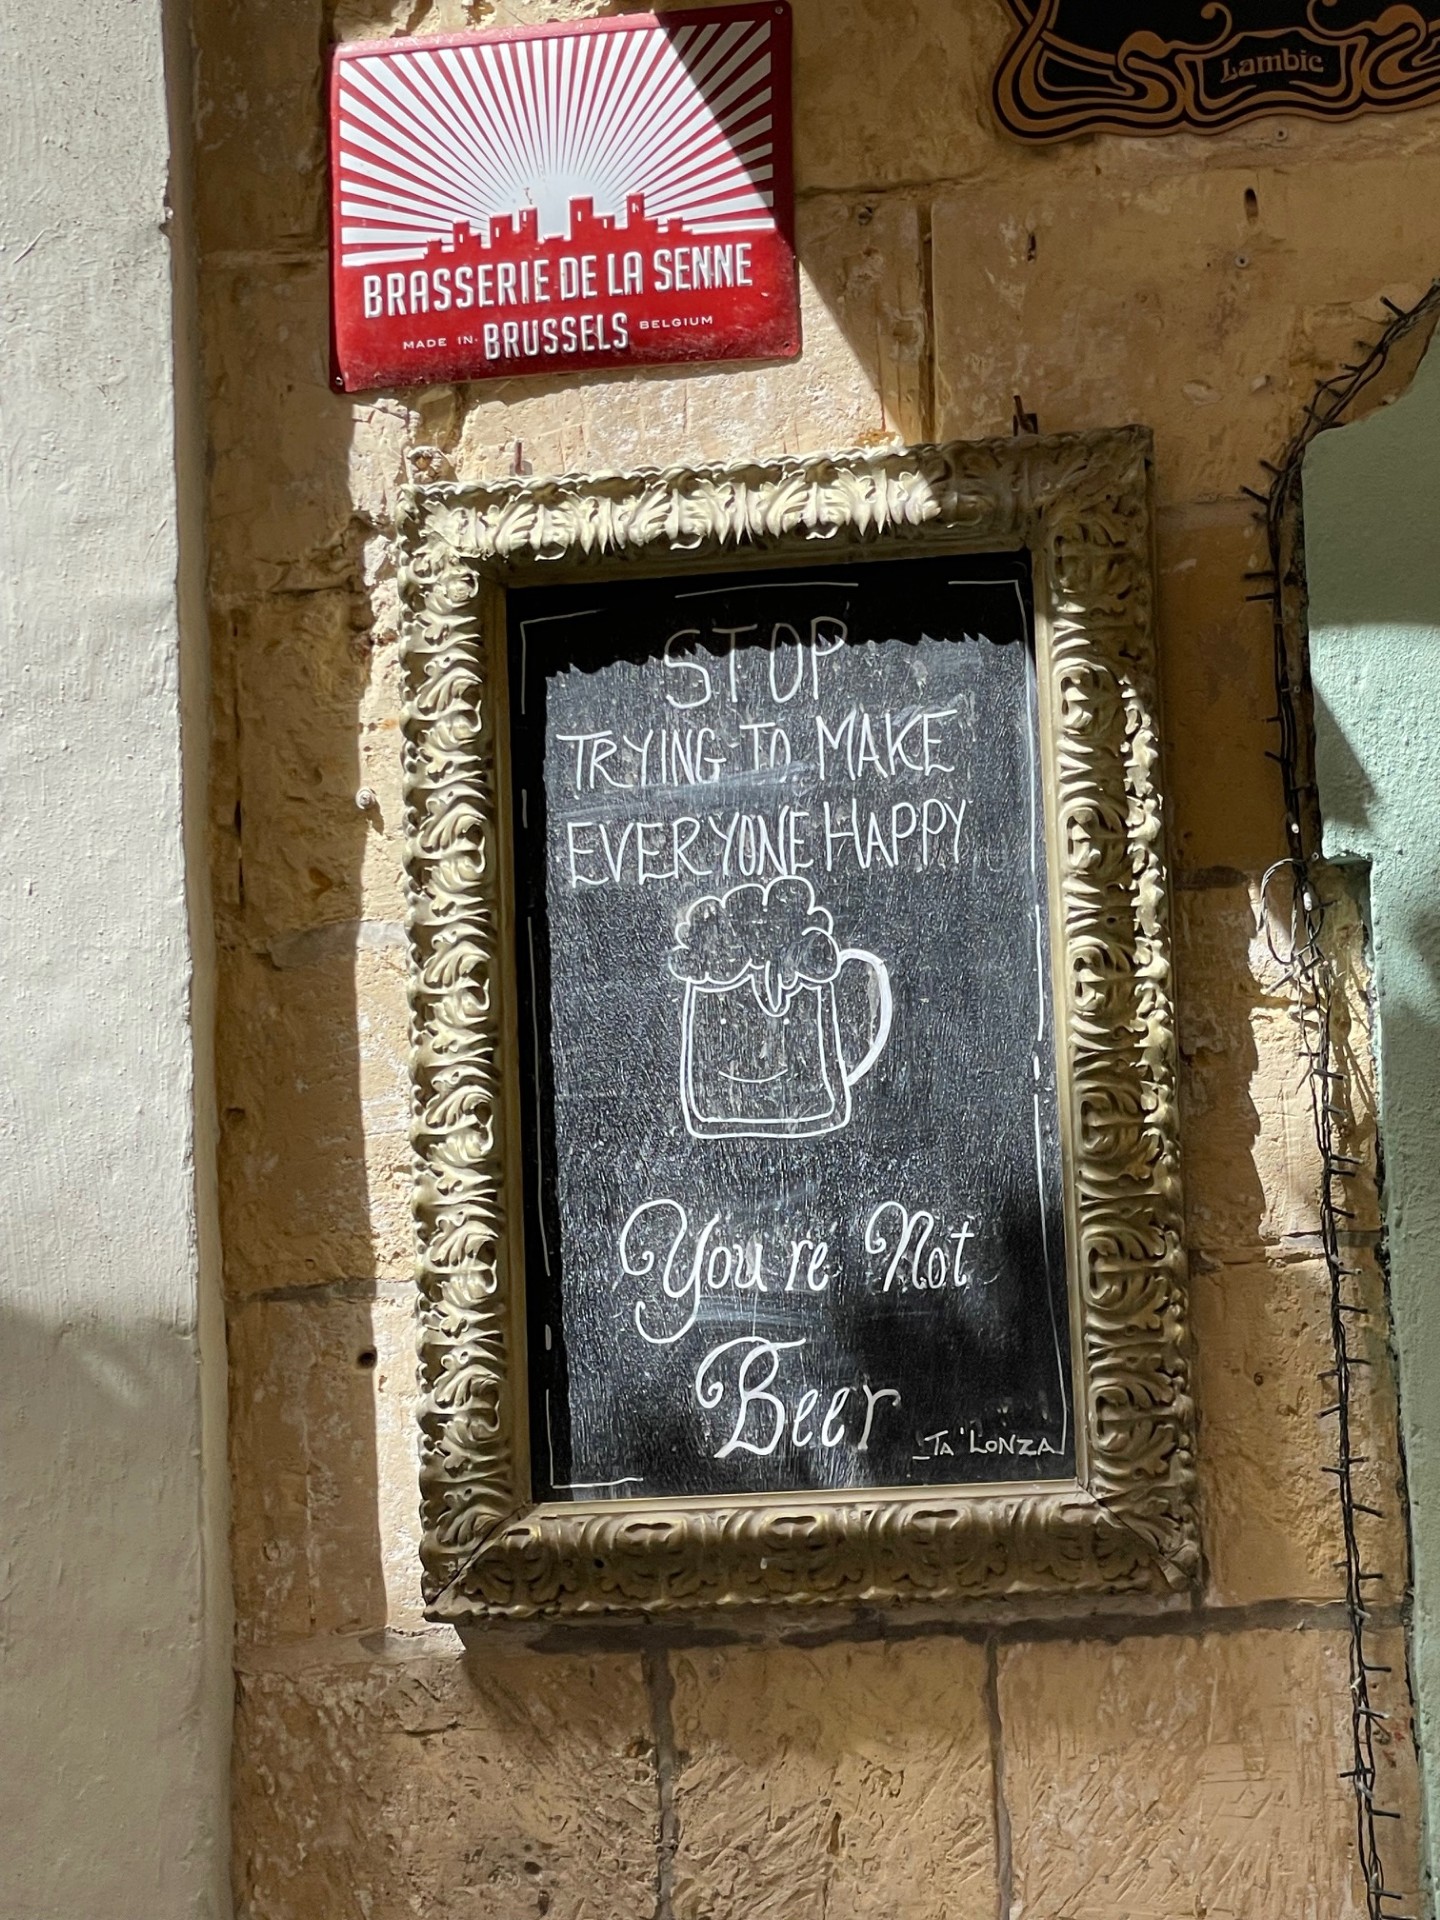 BRASSERIE DE LA SENNE
MADE IN BRUSSELS BELGIUM
Lambic
STOP
TRYING TO MAKE
EVERYONE HAPPY
You're Not
Beer
TA'LONZA